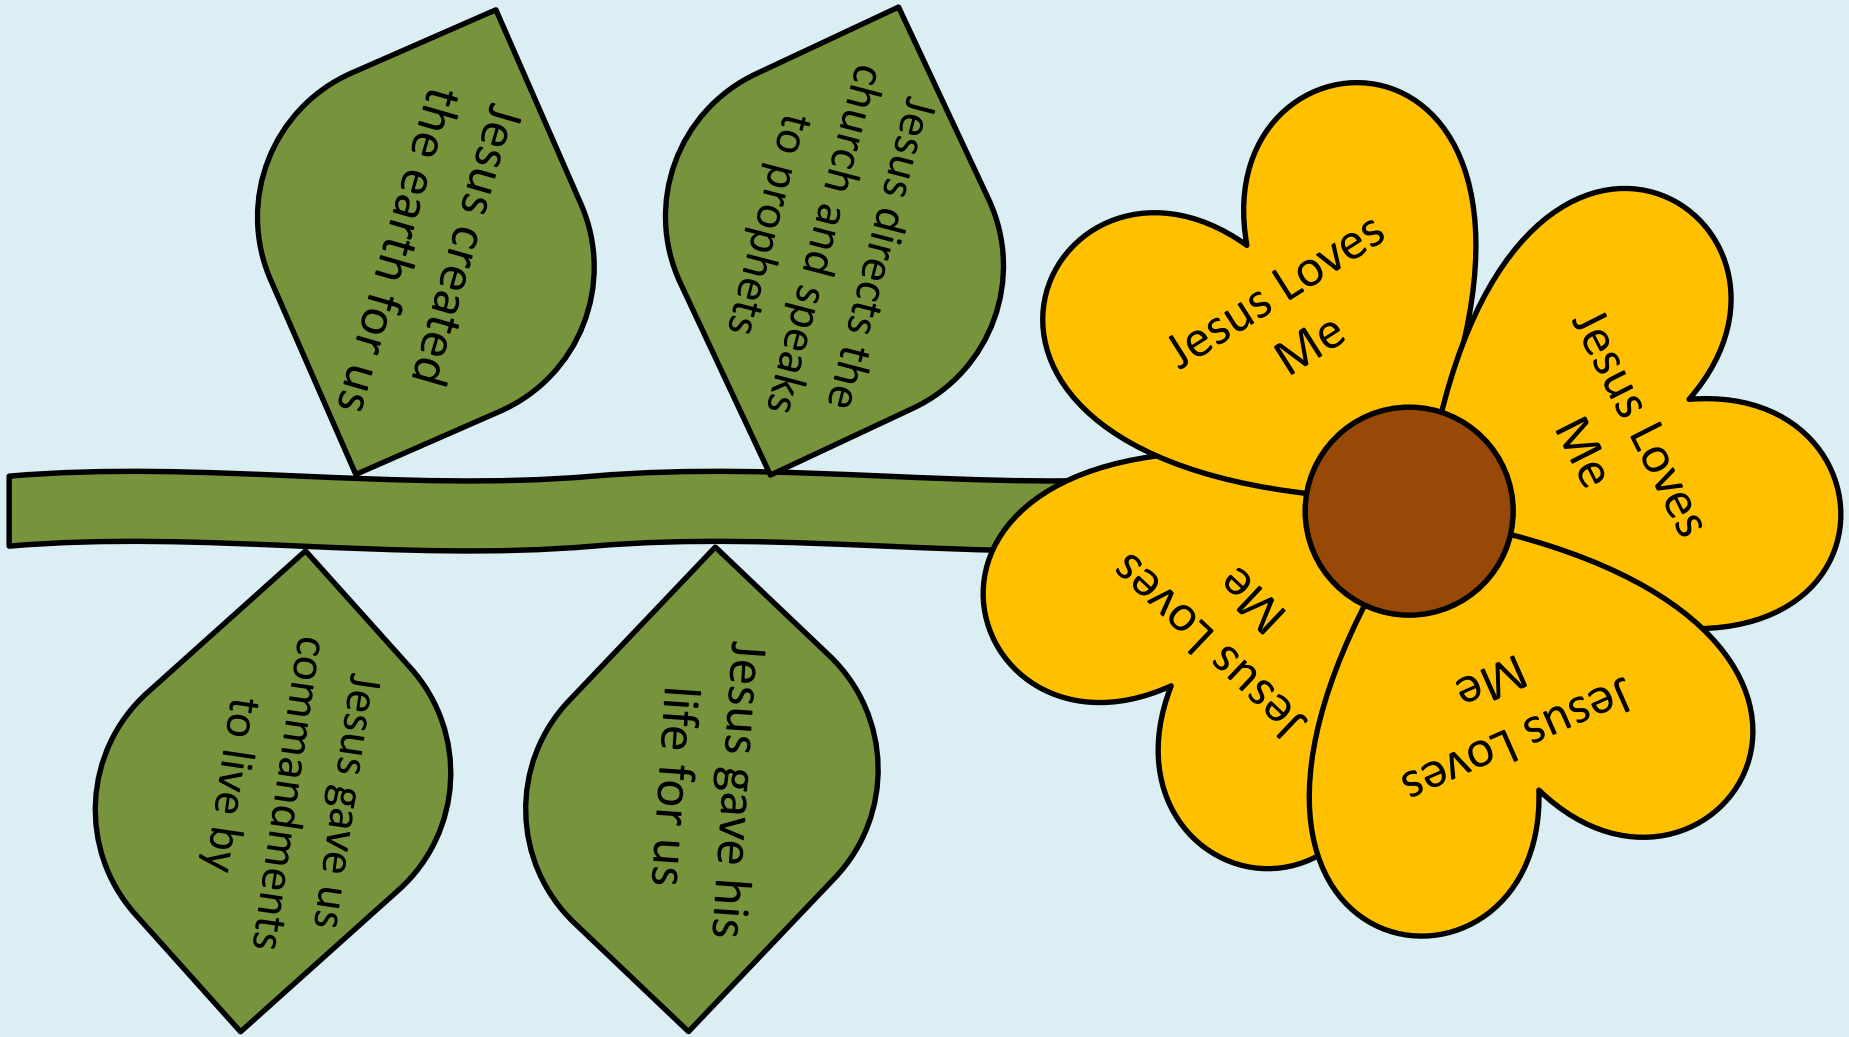 Jesus created
the earth for us
Jesus directs the
church and speaks
to prophets
Jesus gave us
commandments
to live by
Jesus gave his
life for us
Jesus Loves
Me
Jesus Loves
Me
Jesus Loves
Me
Jesus Loves
Me